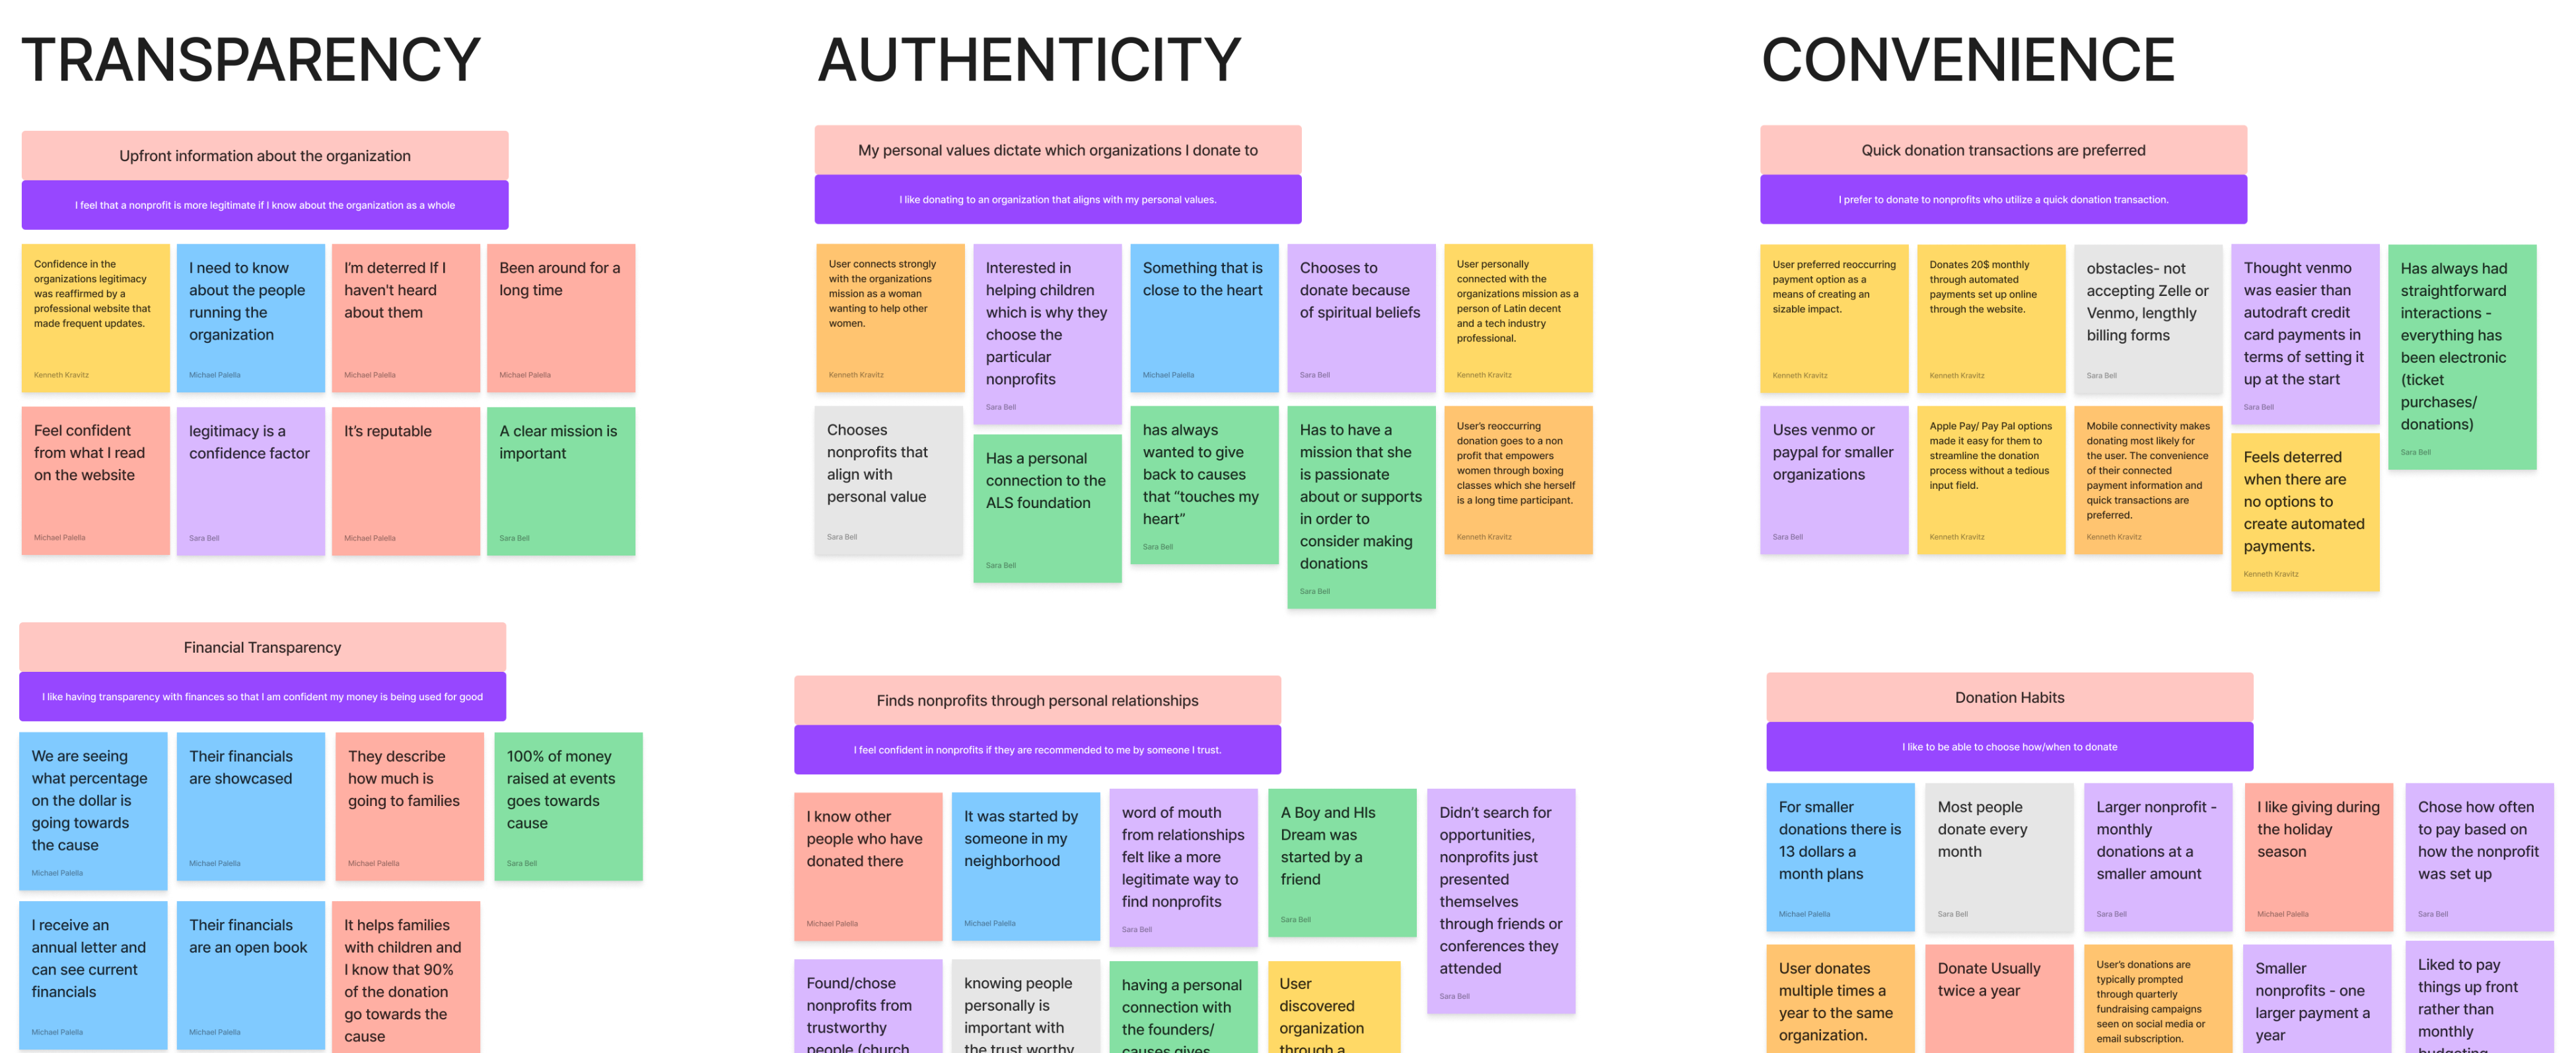 TRANSPARENCY
Upfront information about the organization
I feel that a nonprofit is more legitimate if I know about the organization as a whole
Confidence in the
organizations legitimacy
was reaffirmed by a
professional website that
made frequent updates.
Kenneth Kravitz
I need to know
about the people
running the
organization
Michael Palella
I'm deterred If I
haven't heard
about them
Michael Palella
Been around for a
long time
Michael Palella
Feel confident
from what I read
on the website
Michael Palella
legitimacy is a
confidence factor
Sara Bell
It's reputable
Michael Palella
A clear mission is
important
Sara Bell
Financial Transparency
I like having transparency with finances so that I am confident my money is being used for good
We are seeing
what percentage
on the dollar is
going towards
the cause
Michael Palella
Their financials
are showcased
Michael Palella
They describe
how much is
going to families
Michael Palella
100% of money
raised at events
goes towards
cause
Sara Bell
I receive an
annual letter and
can see current
financials
Michael Palella
Their financials
are an open book
Michael Palella
It helps families
with children and
I know that 90%
of the donation
go towards the
cause
AUTHENTICITY
My personal values dictate which organizations I donate to
I like donating to an organization that aligns with my personal values.
User connects strongly
with the organizations
mission as a woman
wanting to help other
women.
Kenneth Kravitz
Interested in
helping children
which is why they
choose the
particular
nonprofits
Sara Bell
Something that is
close to the heart
Michael Palella
Chooses to
donate because
of spiritual beliefs
Sara Bell
User personally
connected with the
organizations mission as a
person of Latin decent
and a tech industry
professional.
Kenneth Kravitz
Chooses
nonprofits that
align with
personal value
Sara Bell
Has a personal
connection to the
ALS foundation
Sara Bell
has always
wanted to give
back to causes
that "touches my
heart"
Sara Bell
Has to have a
mission that she
is passionate
about or supports
in order to
consider making
donations
Sara Bell
User's reoccurring
donation goes to a non
profit that empowers
women through boxing
classes which she herself
is a long time participant.
Kenneth Kravitz
Finds nonprofits through personal relationships
I feel confident in nonprofits if they are recommended to me by someone I trust.
I know other
people who have
donated there
Michael Palella
It was started by
someone in my
neighborhood
Michael Palella
word of mouth
from relationships
felt like a more
legitimate way to
find nonprofits
Sara Bell
A Boy and HIs
Dream was
started by a
friend
Sara Bell
Didn't search for
opportunities,
nonprofits just
presented
themselves
through friends or
conferences they
attended
Sara Bell
Found/chose
nonprofits from
trustworthy
people (church
knowing people
personally is
important with
the trust worthy
having a personal
connection with
the founders/
causes gives
User
discovered
organization
through a
CONVENIENCE
Quick donation transactions are preferred
I prefer to donate to nonprofits who utilize a quick donation transaction.
User preferred reoccurring
payment option as a
means of creating an
sizable impact.
Kenneth Kravitz
Donates 20$ monthly
through automated
payments set up online
through the website.
Kenneth Kravitz
obstacles- not
accepting Zelle or
Venmo, lengthly
billing forms
Sara Bell
Thought venmo
was easier than
autodraft credit
card payments in
terms of setting it
up at the start
Sara Bell
Has always had
straightforward
interactions -
everything has
been electronic
(ticket
purchases/
donations)
Sara Bell
Uses venmo or
paypal for smaller
organizations
Sara Bell
Apple Pay/ Pay Pal options
made it easy for them to
streamline the donation
process without a tedious
input field.
Kenneth Kravitz
Mobile connectivity makes
donating most likely for
the user. The convenience
of their connected
payment information and
quick transactions are
preferred.
Kenneth Kravitz
Feels deterred
when there are
no options to
create automated
payments.
Kenneth Kravitz
Donation Habits
I like to be able to choose how/when to donate
For smaller
donations there is
13 dollars a
month plans
Michael Palella
Most people
donate every
month
Sara Bell
Larger nonprofit -
monthly
donations at a
smaller amount
Sara Bell
I like giving during
the holiday
season
Michael Palella
Chose how often
to pay based on
how the nonprofit
was set up
Sara Bell
User donates
multiple times a
year to the same
organization.
Donate Usually
twice a year
User's donations are
typically prompted
through quarterly
fundraising campaigns
seen on social media or
email subscription.
Smaller
nonprofits - one
larger payment a
year
Liked to pay
things up front
rather than
monthly
budgeting